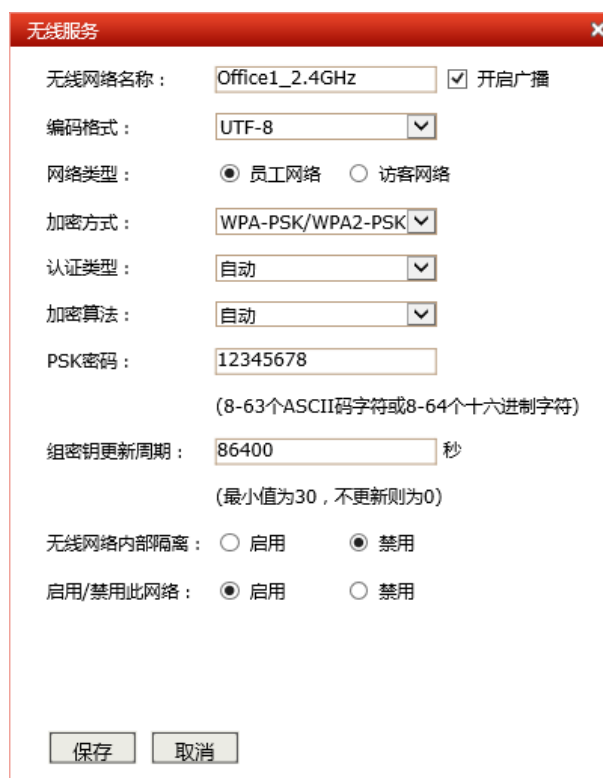 无线服务
无线网络名称： Office1_2.4GHz 开启广播
编码格式： UTF-8
网络类型： 员工网络 访客网络
加密方式： WPA-PSK/WPA2-PSK
认证类型： 自动
加密算法： 自动
PSK密码： 12345678
(8-63个ASCII码字符或8-64个十六进制字符)
组密钥更新周期： 86400 秒
(最小值为30，不更新则为0)
无线网络内部隔离： 启用 禁用
启用/禁用此网络： 启用 禁用
保存 取消